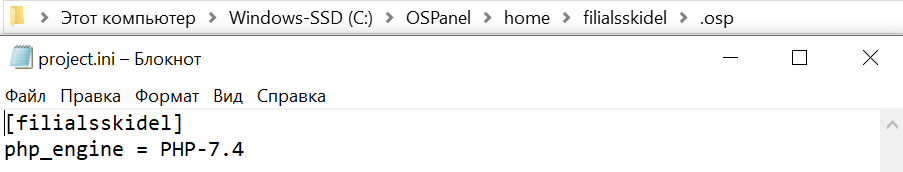 Этот компьютер > Windows-SSD (C:) > OSPanel > home > filialsskidel > .osp
project.ini – Блокнот
Файл Правка Формат Вид Справка
[filialsskidel]
php_engine = PHP-7.4